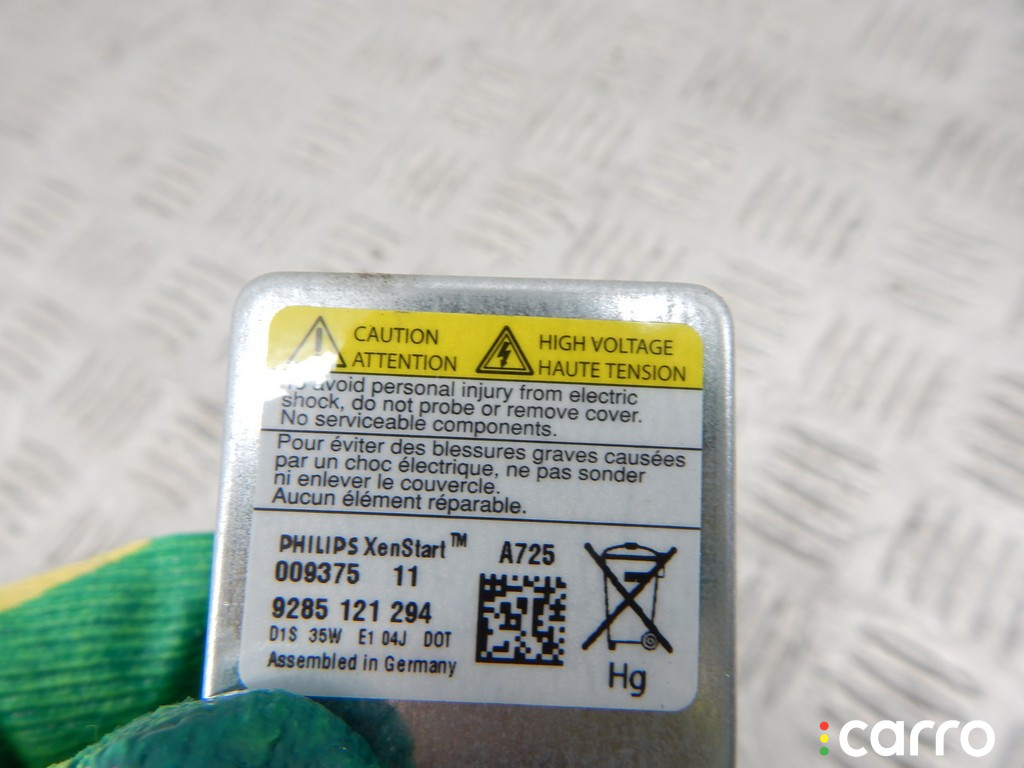 CAUTION
ATTENTION
HIGH VOLTAGE
HAUTE TENSION
avoid personal injury from electric
shock, do not probe or remove cover.
No serviceable components.
Pour éviter des blessures graves causées
par un choc électrique, ne pas sonder
ni enlever le couvercle.
Aucun élément réparable.
PHILIPS XenStart™
009375 11
9285 121 294
D1S 35W E1 04J DOT
Assembled in Germany
A725
Hg
carro